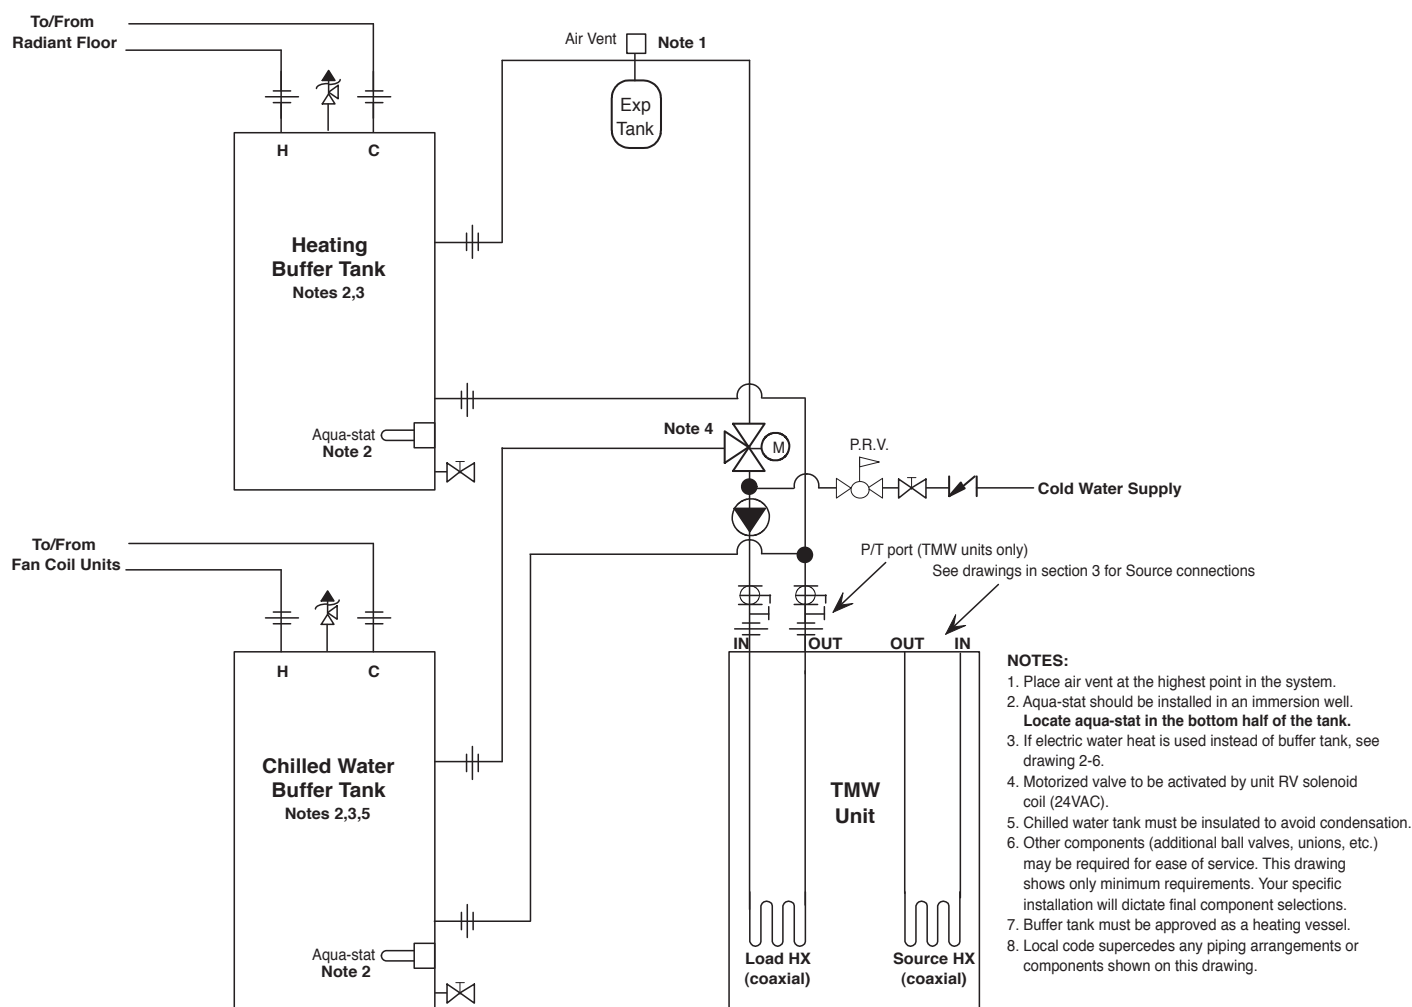 To/From
Radiant Floor
Air Vent
Note 1
Exp
Tank
H
C
Heating
Buffer Tank
Notes 2,3
Aqua-stat
Note 2
Note 4
M
P.R.V.
Cold Water Supply
To/From
Fan Coil Units
P/T port (TMW units only)
See drawings in section 3 for Source connections
IN
OUT
OUT
IN
H
C
Chilled Water
Buffer Tank
Notes 2,3,5
Aqua-stat
Note 2
TMW
Unit
Load HX
(coaxial)
Source HX
(coaxial)
NOTES:
1. Place air vent at the highest point in the system.
2. Aqua-stat should be installed in an immersion well.
Locate aqua-stat in the bottom half of the tank.
3. If electric water heat is used instead of buffer tank, see
drawing 2-6.
4. Motorized valve to be activated by unit RV solenoid
coil (24VAC).
5. Chilled water tank must be insulated to avoid condensation.
6. Other components (additional ball valves, unions, etc.)
may be required for ease of service. This drawing
shows only minimum requirements. Your specific
installation will dictate final component selections.
7. Buffer tank must be approved as a heating vessel.
8. Local code supercedes any piping arrangements or
components shown on this drawing.